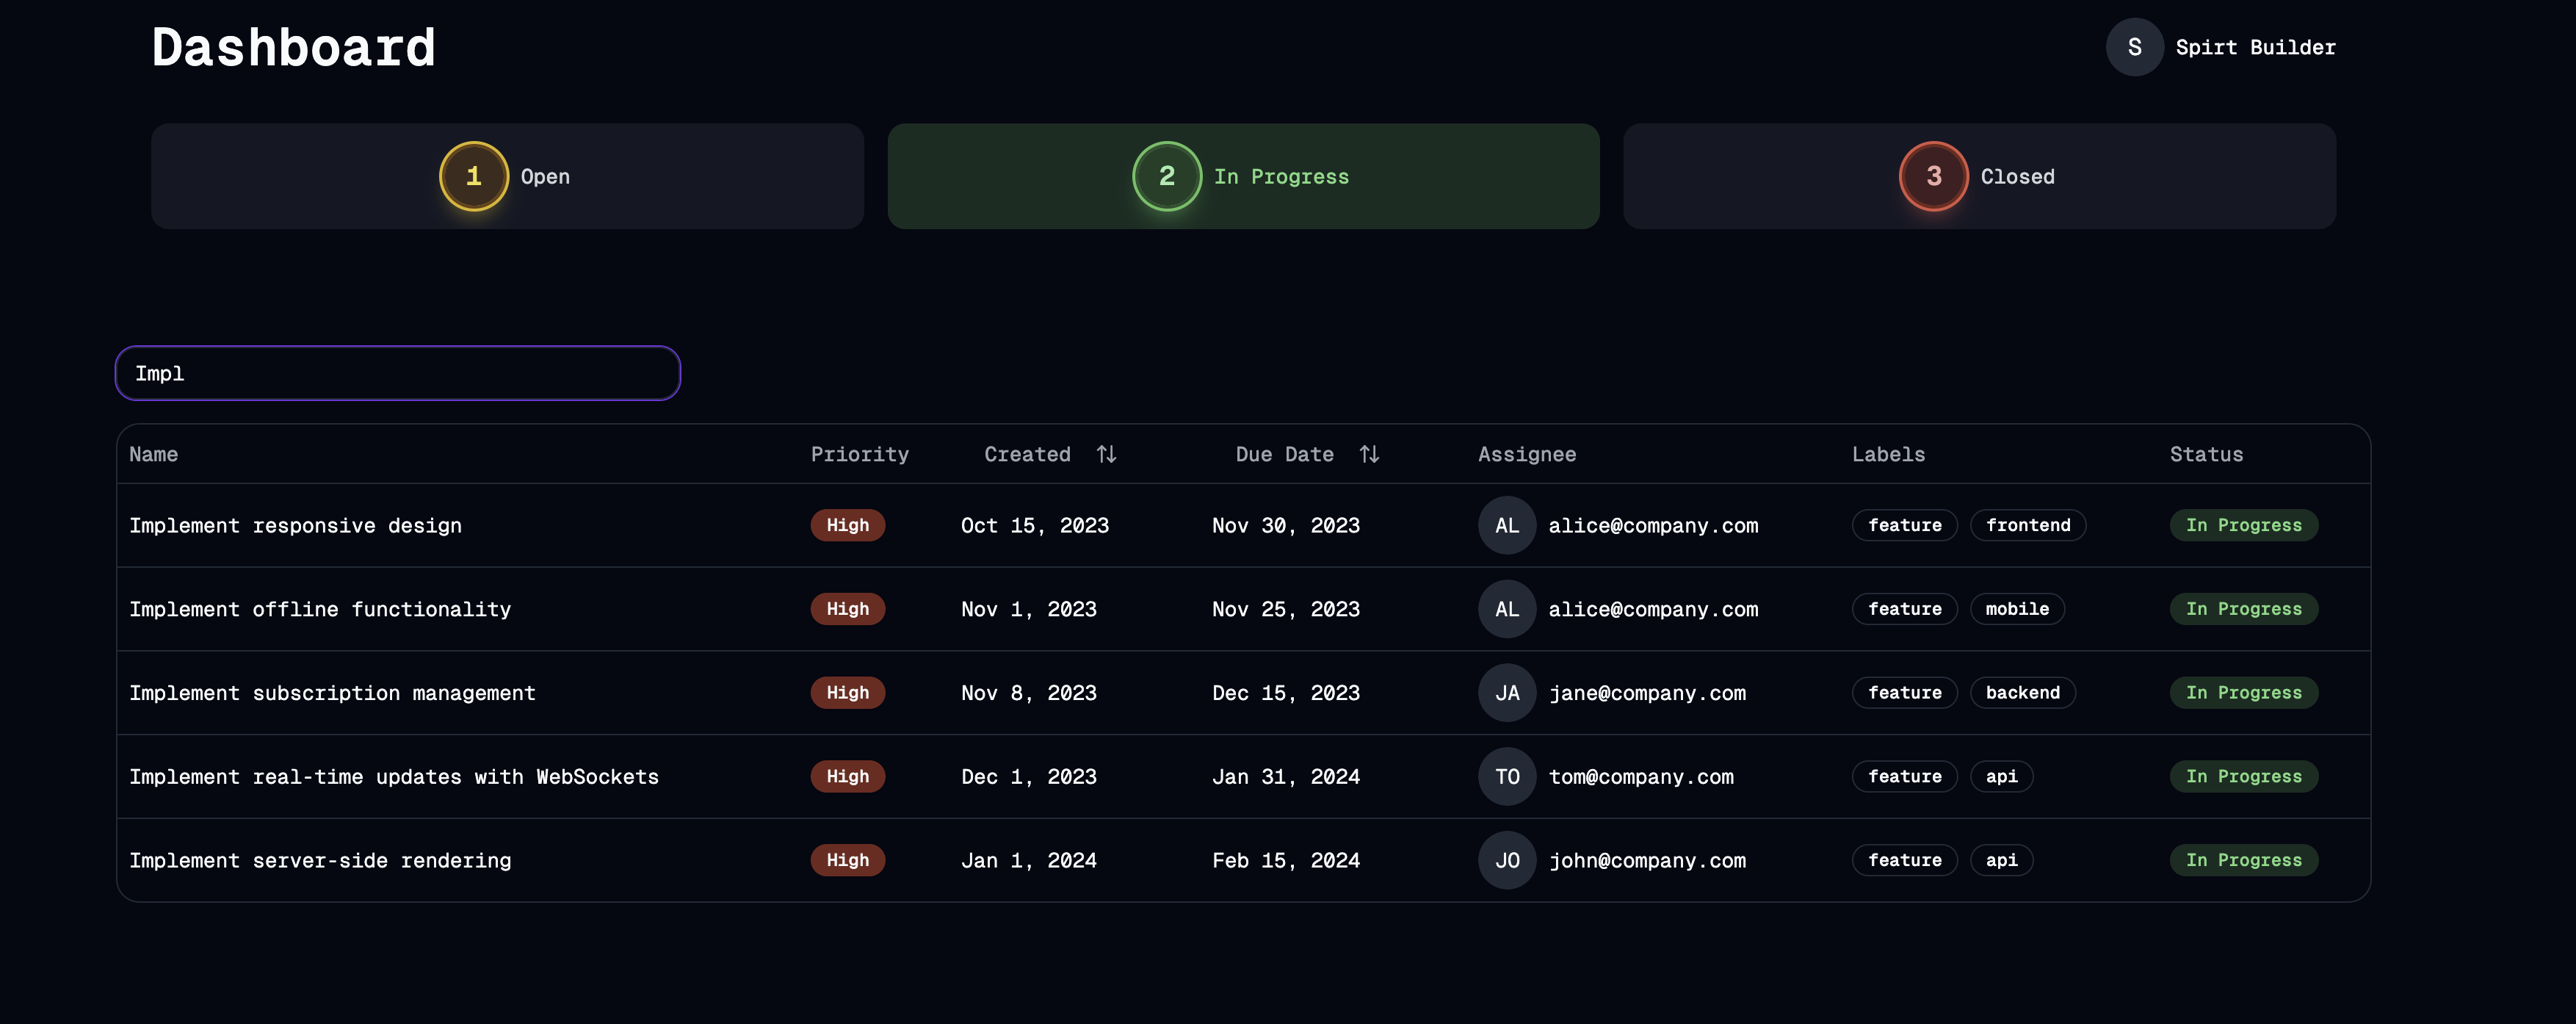 Dashboard
S Spirt Builder
1 Open
2 In Progress
3 Closed
Impl
Name Priority Created Due Date Assignee Labels Status
Implement responsive design High Oct 15, 2023 Nov 30, 2023 AL alice@company.com feature frontend In Progress
Implement offline functionality High Nov 1, 2023 Nov 25, 2023 AL alice@company.com feature mobile In Progress
Implement subscription management High Nov 8, 2023 Dec 15, 2023 JA jane@company.com feature backend In Progress
Implement real-time updates with WebSockets High Dec 1, 2023 Jan 31, 2024 TO tom@company.com feature api In Progress
Implement server-side rendering High Jan 1, 2024 Feb 15, 2024 JO john@company.com feature api In Progress